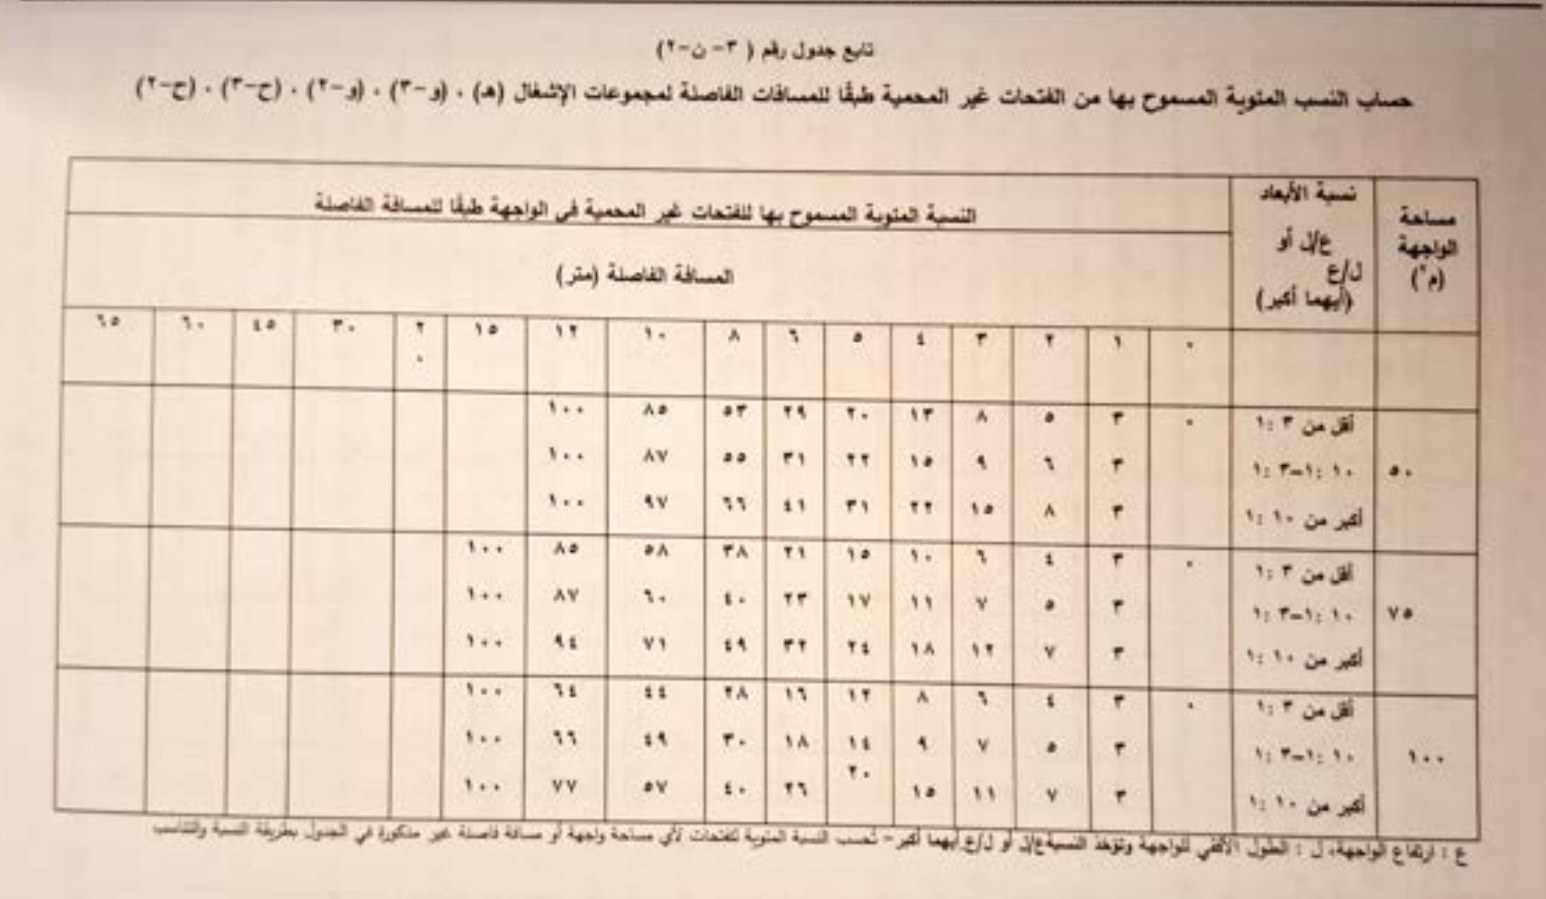 تابع جدول رقم ( ٣- ن-٢)
حساب النسب المئوية المسموح بها من الفتحات غير المحمية طبقًا للمسافات الفاصلة لمجموعات الإشغال (هـ) ، (و-٣) ، (و-٢) ، (ح-٣) ، (ح-٢)
مساحة الواجهة (م٢) نسبة الأبعاد ع/ل أو ل/ع (أيهما أكبر) النسبة المئوية المسموح بها للفتحات غير المحمية في الواجهة طبقًا للمسافة الفاصلة
المسافة الفاصلة (متر)
٠ ١ ٢ ٣ ٤ ٥ ٦ ٨ ١٠ ١٢ ١٥ ٢٠ ٣٠ ٤٥ ٦٠ ٦٥
أقل من ٣ :١ ٠ ٣ ٥ ٨ ١٣ ٢٠ ٢٩ ٥٣ ٨٥ ١٠٠
٥٠ ١٠ :١-٣ :١ ٣ ٦ ٩ ١٥ ٢٢ ٣١ ٥٥ ٨٧ ١٠٠
أكبر من ١٠ :١ ٣ ٨ ١٥ ٢٢ ٣١ ٤١ ٦٦ ٩٧ ١٠٠
أقل من ٣ :١ ٠ ٣ ٤ ٦ ١٠ ١٥ ٢١ ٣٨ ٥٨ ٨٥ ١٠٠
٧٥ ١٠ :١-٣ :١ ٣ ٥ ٧ ١١ ١٧ ٢٣ ٤٠ ٦٠ ٨٧ ١٠٠
أكبر من ١٠ :١ ٣ ٧ ١٢ ١٨ ٢٤ ٣٢ ٤٩ ٧١ ٩٤ ١٠٠
أقل من ٣ :١ ٠ ٣ ٤ ٦ ٨ ١٢ ١٦ ٢٨ ٤٤ ٦٤ ١٠٠
١٠٠ ١٠ :١-٣ :١ ٣ ٥ ٧ ٩ ١٤ ١٨ ٣٠ ٤٩ ٦٦ ١٠٠
أكبر من ١٠ :١ ٣ ٧ ١١ ١٥ ٢٠ ٢٦ ٤٠ ٥٧ ٧٧ ١٠٠
ع : ارتفاع الواجهة، ل : الطول الأفقي للواجهة وتؤخذ النسبة ع/ل أو ل/ع أيهما أكبر- تُحسب النسبة المئوية للفتحات لأي مساحة واجهة أو مسافة فاصلة غير مذكورة في الجدول بطريقة النسبة والتناسب